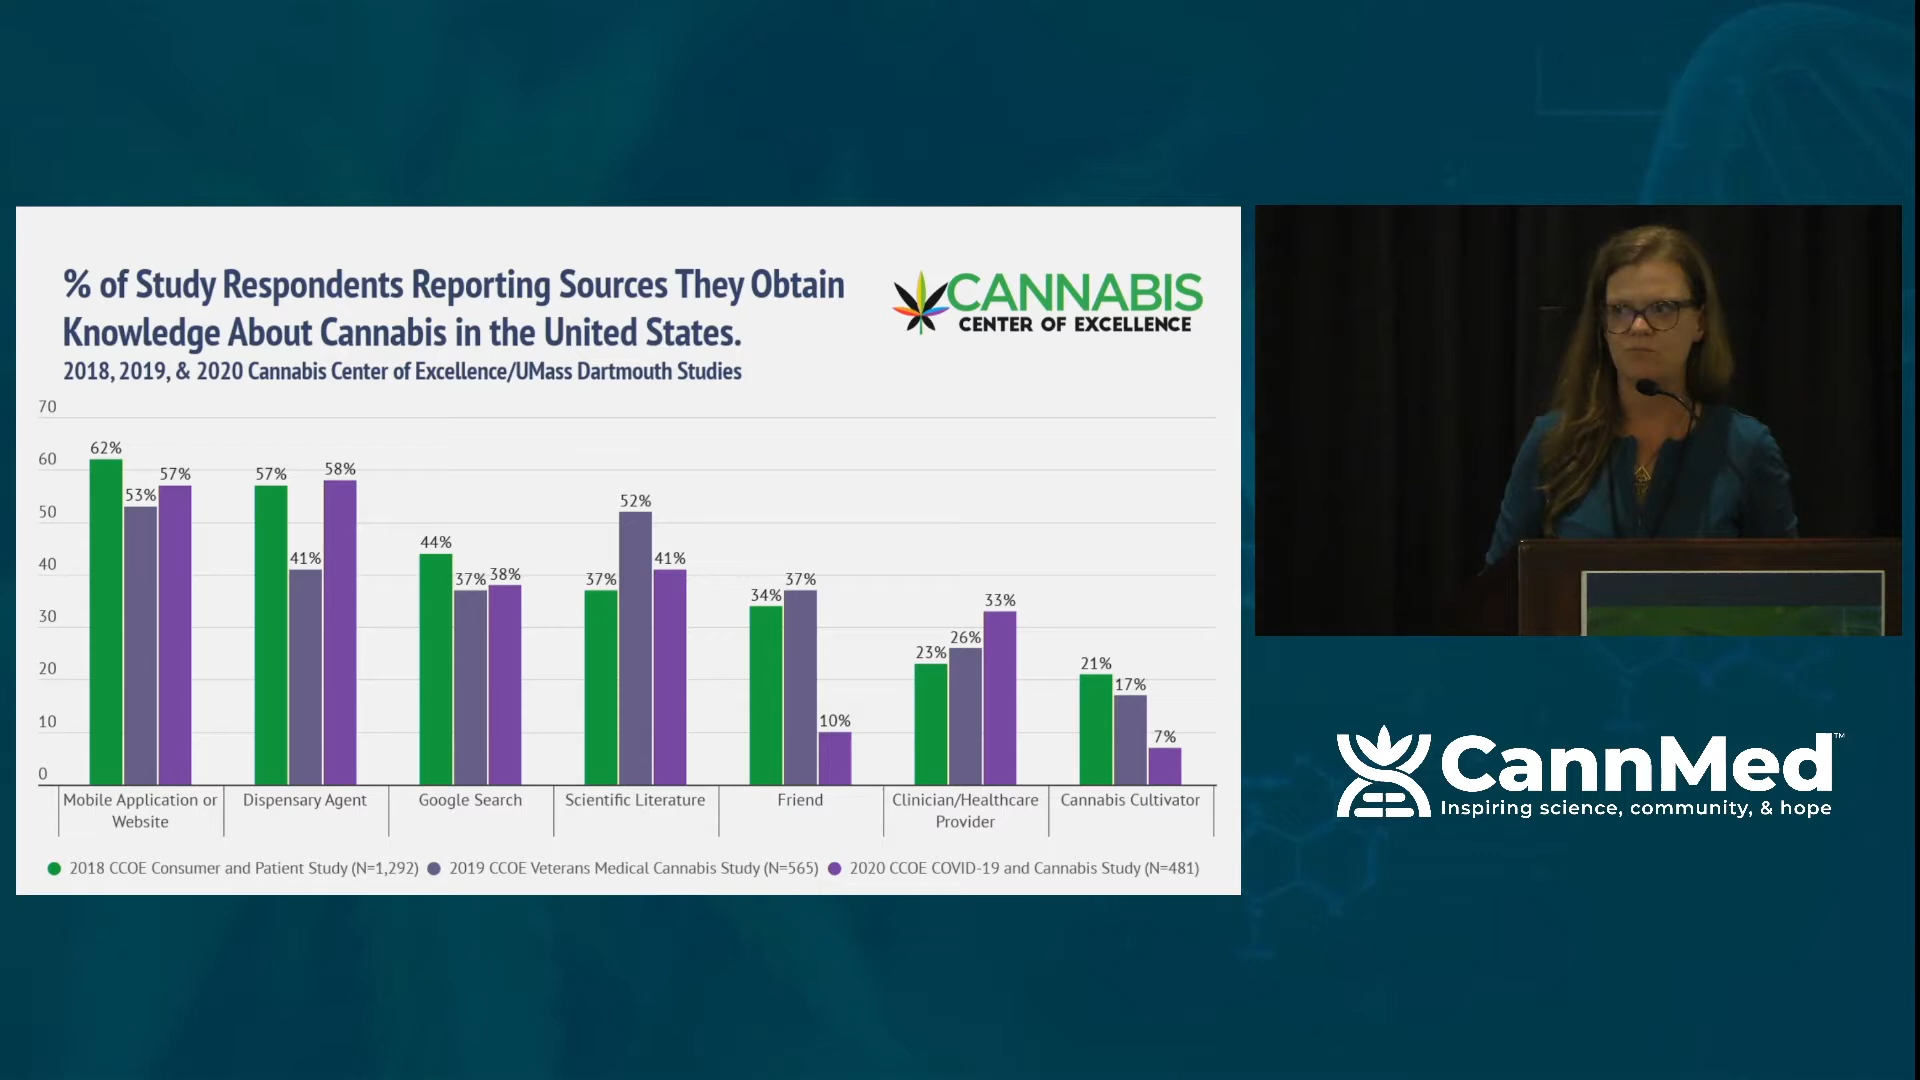 % of Study Respondents Reporting Sources They Obtain
Knowledge About Cannabis in the United States.
2018, 2019, & 2020 Cannabis Center of Excellence/UMass Dartmouth Studies
CANNABIS
CENTER OF EXCELLENCE
70
60
50
40
30
20
10
0
62%
53%
57%
57%
41%
58%
44%
37%
38%
37%
52%
41%
34%
37%
10%
23%
26%
33%
21%
17%
7%
Mobile Application or
Website
Dispensary Agent
Google Search
Scientific Literature
Friend
Clinician/Healthcare
Provider
Cannabis Cultivator
2018 CCOE Consumer and Patient Study (N=1,292)
2019 CCOE Veterans Medical Cannabis Study (N=565)
2020 CCOE COVID-19 and Cannabis Study (N=481)
CannMed™
Inspiring science, community, & hope